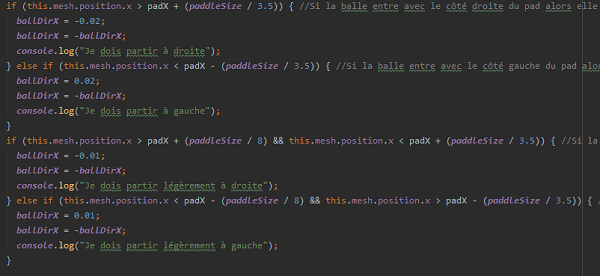 if (this.mesh.position.x > padX + (paddleSize / 3.5)) { //Si la balle entre avec le côté droite du pad alors elle
ballDirX = -0.02;
ballDirX = -ballDirX;
console.log("Je dois partir à droite");
} else if (this.mesh.position.x < padX - (paddleSize / 3.5)) { //Si la balle entre avec le côté gauche du pad alor
ballDirX = 0.02;
ballDirX = -ballDirX;
console.log("Je dois partir à gauche");
}
if (this.mesh.position.x > padX + (paddleSize / 8) && this.mesh.position.x < padX + (paddleSize / 3.5)) { //Si la
ballDirX = -0.01;
ballDirX = -ballDirX;
console.log("Je dois partir légèrement à droite");
} else if (this.mesh.position.x < padX - (paddleSize / 8) && this.mesh.position.x > padX - (paddleSize / 3.5)) { /
ballDirX = 0.01;
ballDirX = -ballDirX;
console.log("Je dois partir légèrement à gauche");
}